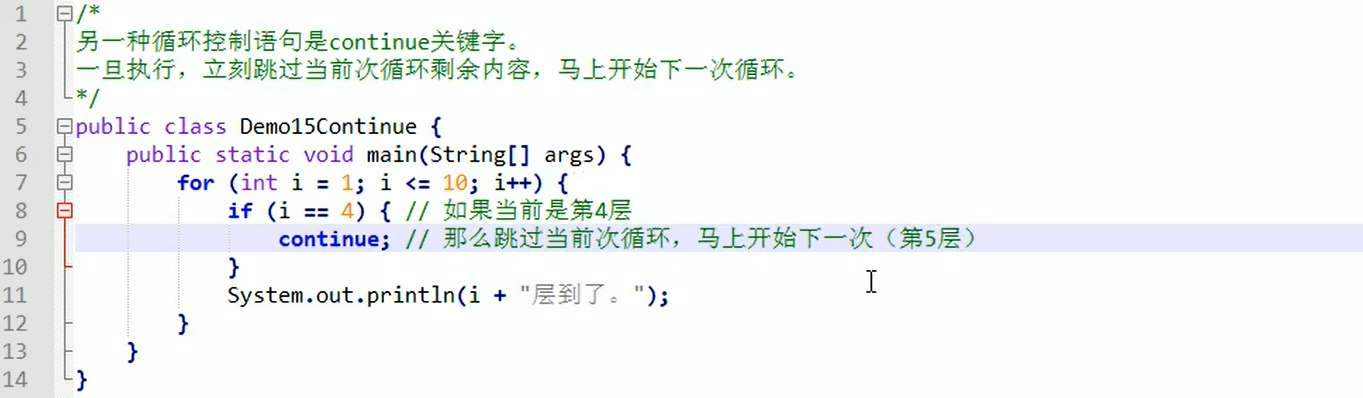 1 /*
2 另一种循环控制语句是continue关键字。
3 一旦执行，立刻跳过当前次循环剩余内容，马上开始下一次循环。
4 */
5 public class Demo15Continue {
6     public static void main(String[] args) {
7         for (int i = 1; i <= 10; i++) {
8             if (i == 4) { // 如果当前是第4层
9                 continue; // 那么跳过当前次循环，马上开始下一次（第5层）
10             }
11             System.out.println(i + "层到了。");
12         }
13     }
14 }